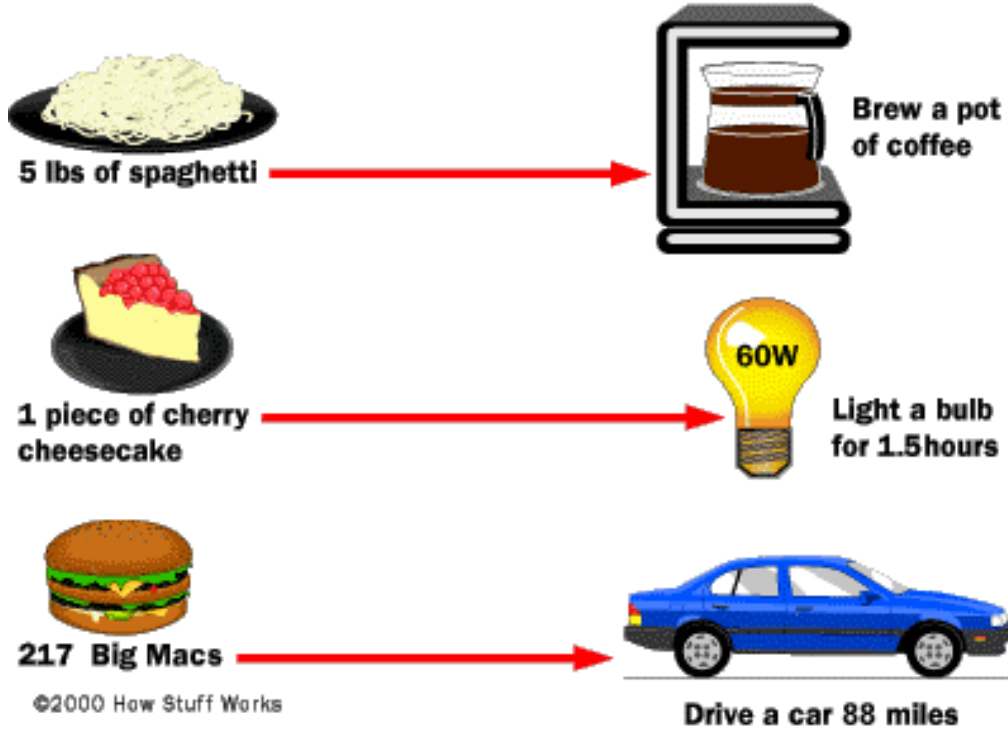 5 lbs of spaghetti
Brew a pot
of coffee
1 piece of cherry
cheesecake
60W
Light a bulb
for 1.5hours
217 Big Macs
Drive a car 88 miles
©2000 How Stuff Works